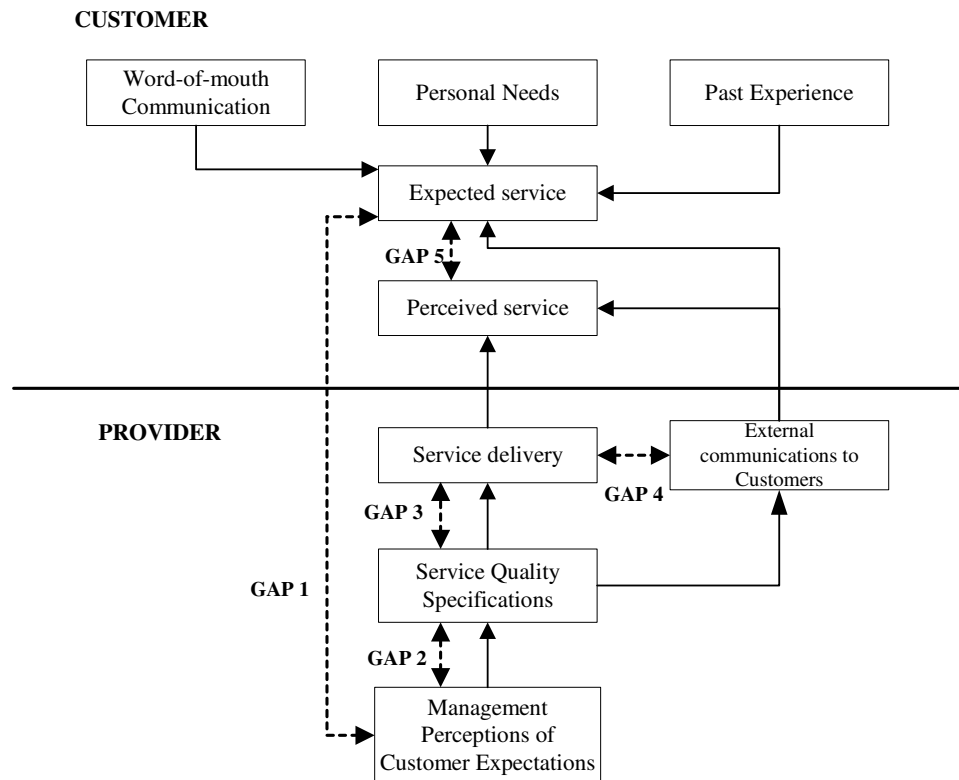 CUSTOMER
Word-of-mouth
Communication
Personal Needs
Past Experience
Expected service
GAP 5
Perceived service
PROVIDER
Service delivery
External
communications to
Customers
GAP 4
GAP 3
Service Quality
Specifications
GAP 1
GAP 2
Management
Perceptions of
Customer Expectations